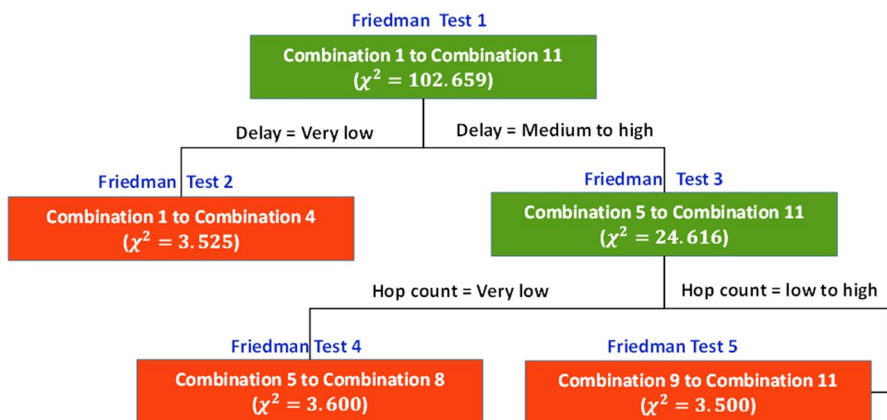 Friedman Test 1
Combination 1 to Combination 11
(χ² = 102.659)
Delay = Very low
Delay = Medium to high
Friedman Test 2
Friedman Test 3
Combination 1 to Combination 4
(χ² = 3.525)
Combination 5 to Combination 11
(χ² = 24.616)
Hop count = Very low
Hop count = low to high
Friedman Test 4
Friedman Test 5
Combination 5 to Combination 8
(χ² = 3.600)
Combination 9 to Combination 11
(χ² = 3.500)